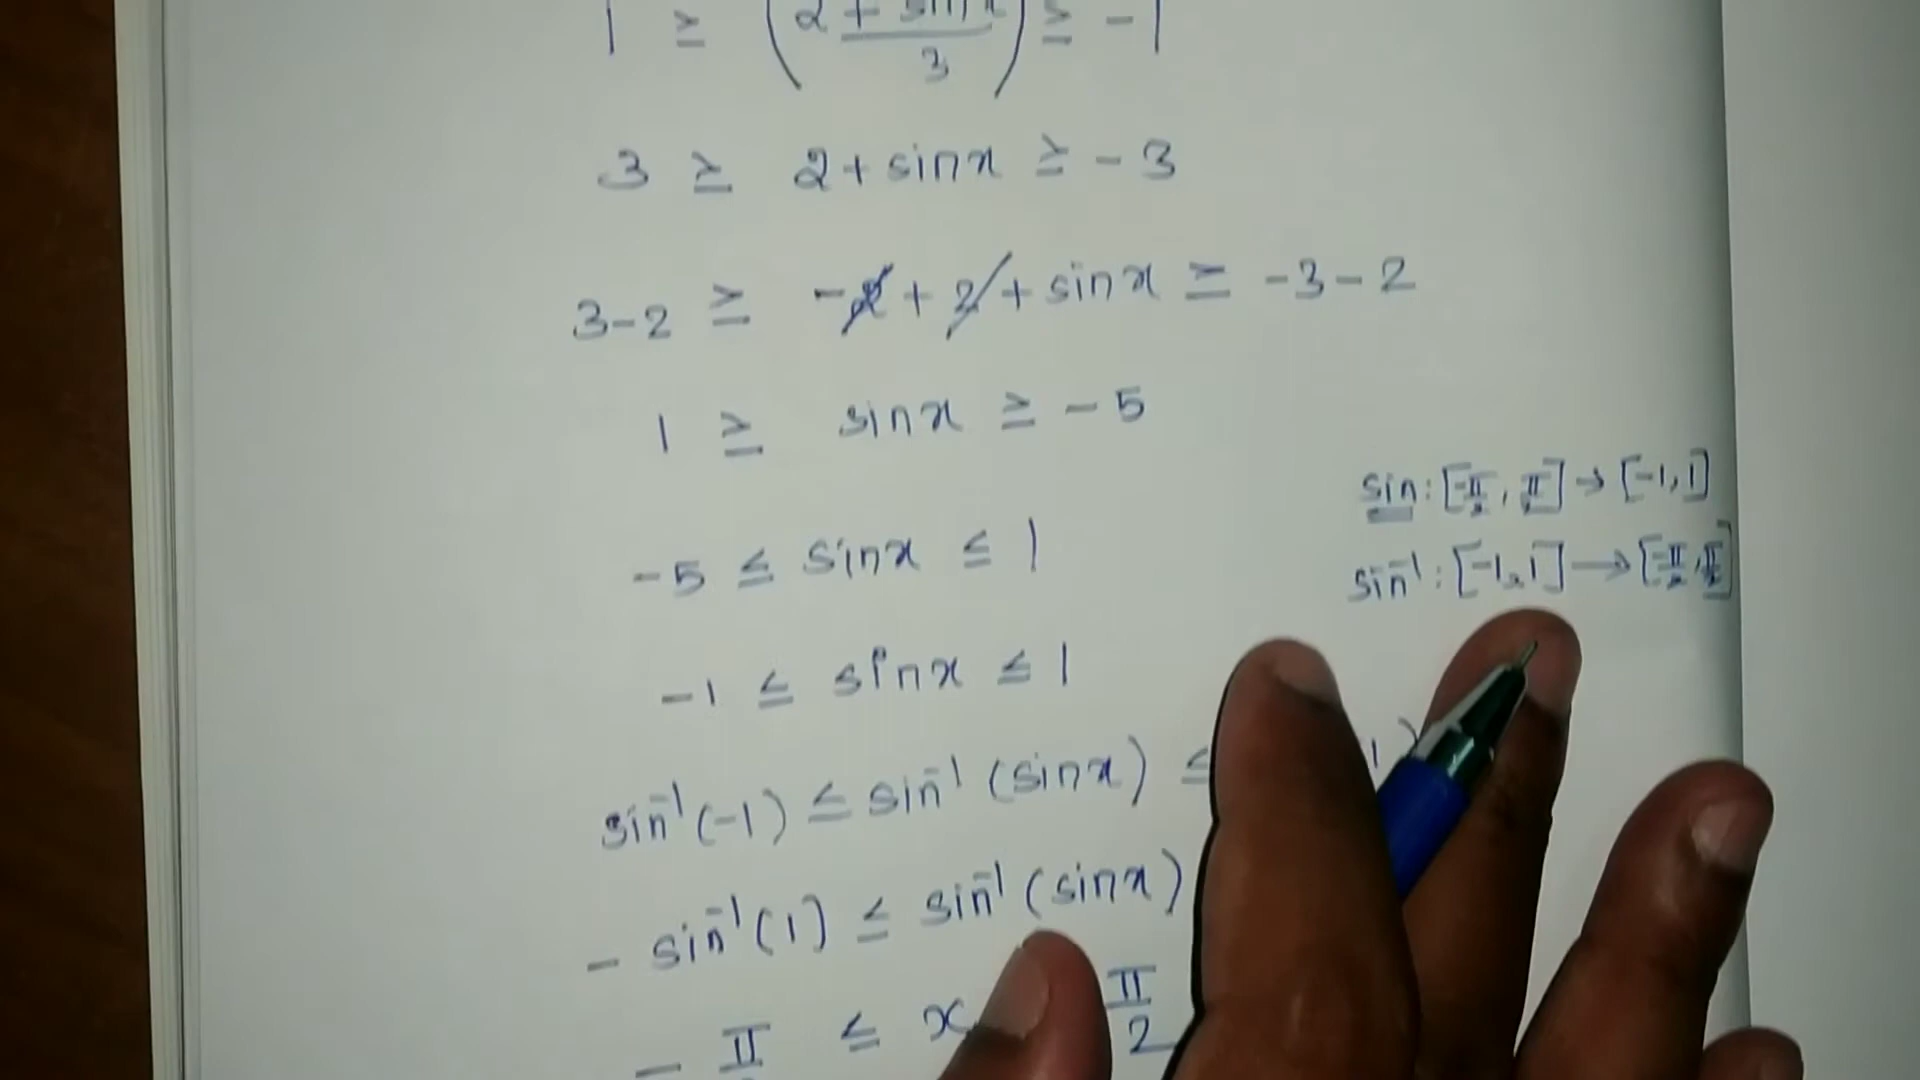 1 ≥ (2 + sin x / 3) ≥ -1
3 ≥ 2 + sin x ≥ -3
3-2 ≥ -2 + 2 + sin x ≥ -3-2
1 ≥ sin x ≥ -5
-5 ≤ sin x ≤ 1
sin : [-π/2, π/2] → [-1, 1]
sin⁻¹ : [-1, 1] → [-π/2, π/2]
-1 ≤ sin x ≤ 1
sin⁻¹(-1) ≤ sin⁻¹(sin x) ≤ 1)
- sin⁻¹(1) ≤ sin⁻¹(sin x)
- π ≤ x π/2